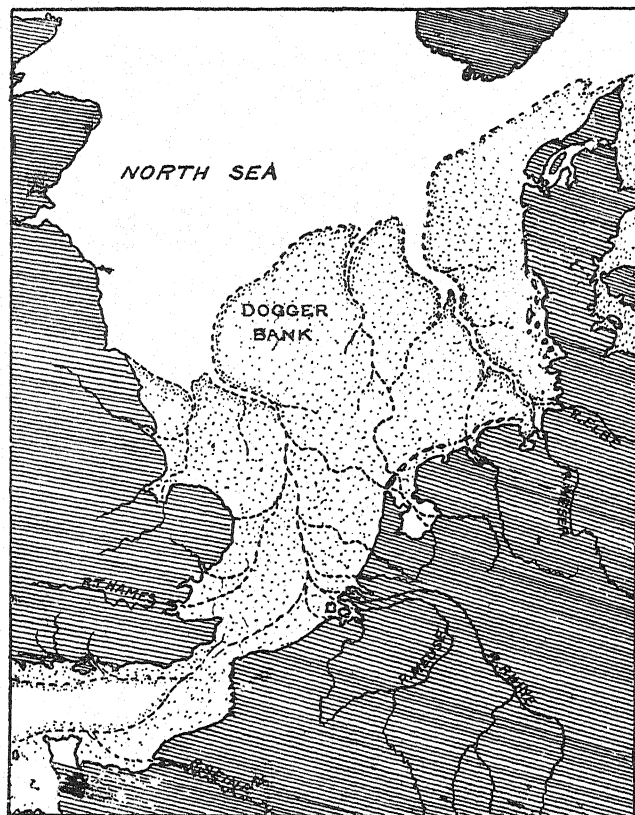 NORTH SEA
DOGGER
BANK
R. ELBE
R. WESER
R. THAMES
R. MEUSE
R. RHINE